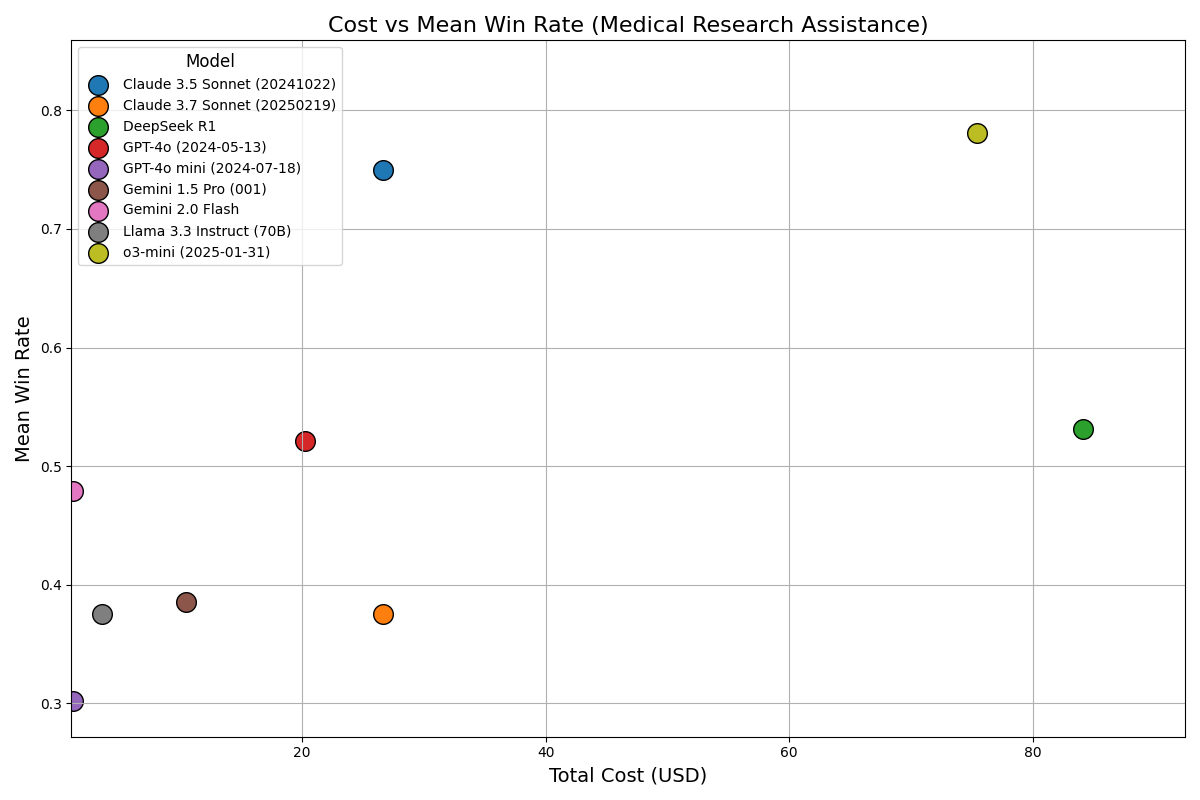 Cost vs Mean Win Rate (Medical Research Assistance)
Model
Claude 3.5 Sonnet (20241022)
Claude 3.7 Sonnet (20250219)
DeepSeek R1
GPT-4o (2024-05-13)
GPT-4o mini (2024-07-18)
Gemini 1.5 Pro (001)
Gemini 2.0 Flash
Llama 3.3 Instruct (70B)
o3-mini (2025-01-31)
Mean Win Rate
0.8
0.7
0.6
0.5
0.4
0.3
20 40 60 80
Total Cost (USD)